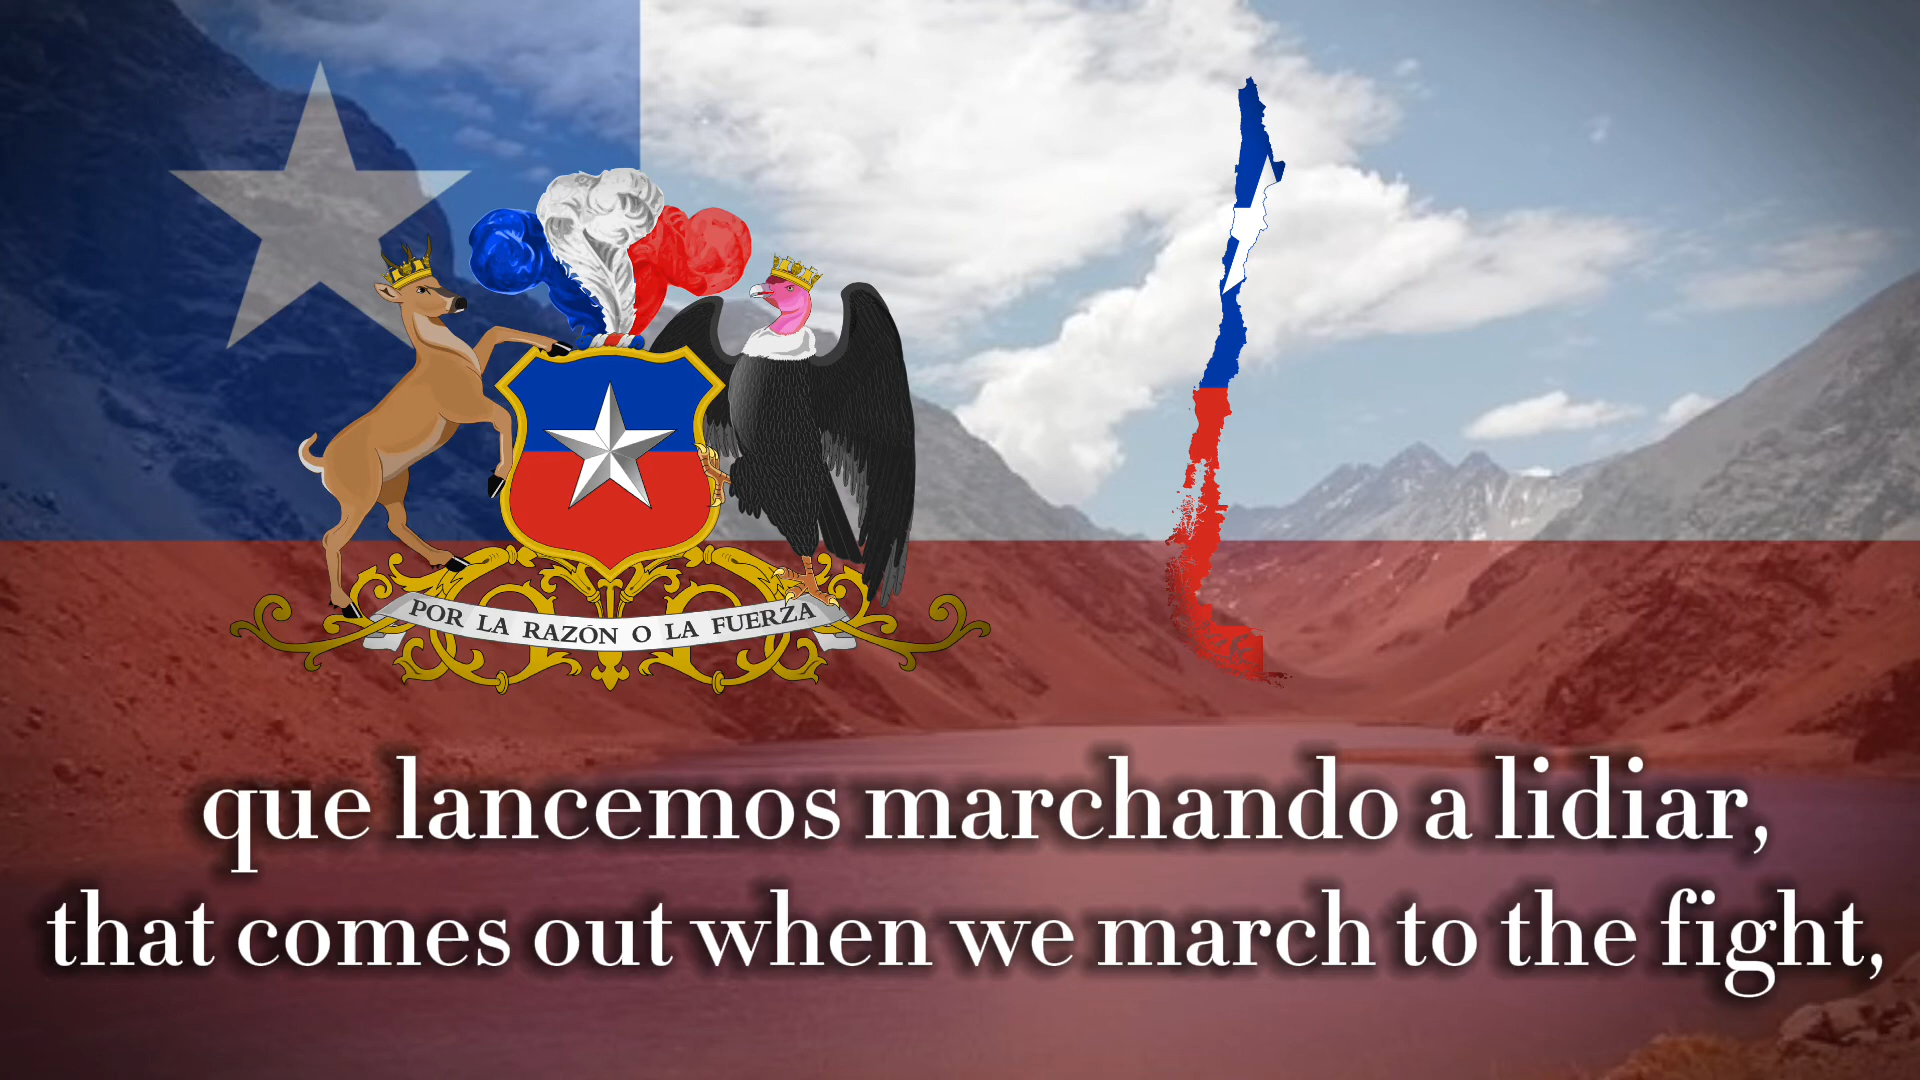 POR LA RAZÓN O LA FUERZA
que lancemos marchando a lidiar,
that comes out when we march to the fight,